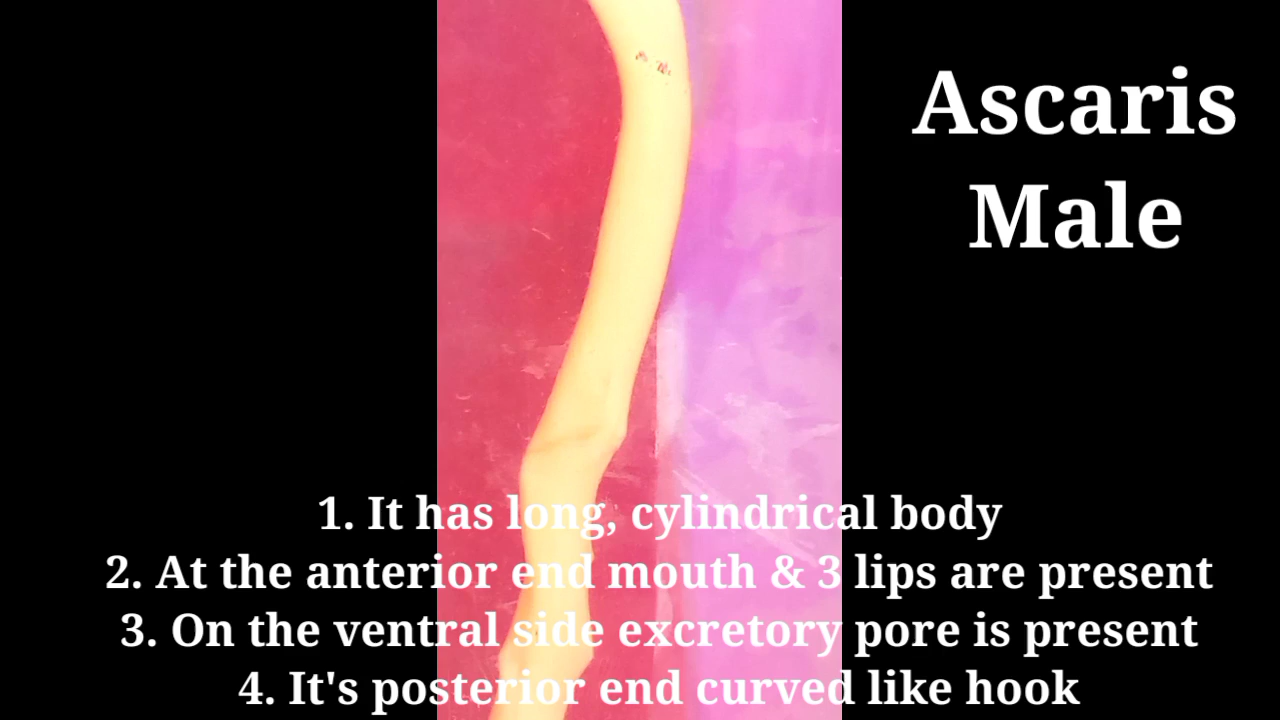 Ascaris
Male
1. It has long, cylindrical body
2. At the anterior end mouth & 3 lips are present
3. On the ventral side excretory pore is present
4. It's posterior end curved like hook